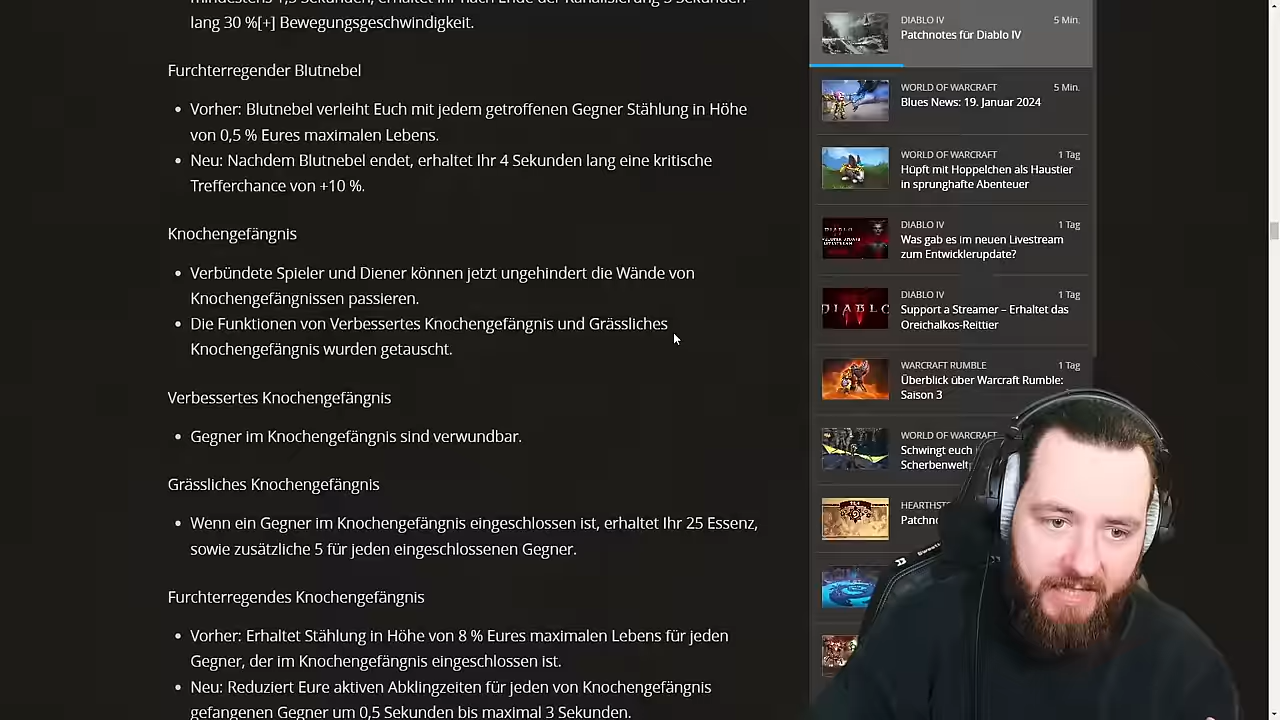 mindestens 1,5 Sekunden, erhaltet Ihr nach Ende der Kanalisierung 3 Sekunden
lang 30 %[+] Bewegungsgeschwindigkeit.
Furchterregender Blutnebel
Vorher: Blutnebel verleiht Euch mit jedem getroffenen Gegner Stählung in Höhe
von 0,5 % Eures maximalen Lebens.
Neu: Nachdem Blutnebel endet, erhaltet Ihr 4 Sekunden lang eine kritische
Trefferchance von +10 %.
Knochengefängnis
Verbündete Spieler und Diener können jetzt ungehindert die Wände von
Knochengefängnissen passieren.
Die Funktionen von Verbessertes Knochengefängnis und Grässliches
Knochengefängnis wurden getauscht.
Verbessertes Knochengefängnis
Gegner im Knochengefängnis sind verwundbar.
Grässliches Knochengefängnis
Wenn ein Gegner im Knochengefängnis eingeschlossen ist, erhaltet Ihr 25 Essenz,
sowie zusätzliche 5 für jeden eingeschlossenen Gegner.
Furchterregendes Knochengefängnis
Vorher: Erhaltet Stählung in Höhe von 8 % Eures maximalen Lebens für jeden
Gegner, der im Knochengefängnis eingeschlossen ist.
Neu: Reduziert Eure aktiven Abklingzeiten für jeden von Knochengefängnis
gefangenen Gegner um 0,5 Sekunden bis maximal 3 Sekunden.
DIABLO IV 5 Min.
Patchnotes für Diablo IV
WORLD OF WARCRAFT 5 Min.
Blues News: 19. Januar 2024
WORLD OF WARCRAFT 1 Tag
Hüpft mit Hoppelchen als Haustier
in sprunghafte Abenteuer
DIABLO IV 1 Tag
Was gab es im neuen Livestream
zum Entwicklerupdate?
DIABLO IV 1 Tag
Support a Streamer – Erhaltet das
Oreichalkos-Reittier
WARCRAFT RUMBLE 1 Tag
Überblick über Warcraft Rumble:
Saison 3
WORLD OF WARCRAFT
Schwingt euch
Scherbenwelt
HEARTHST
Patchno